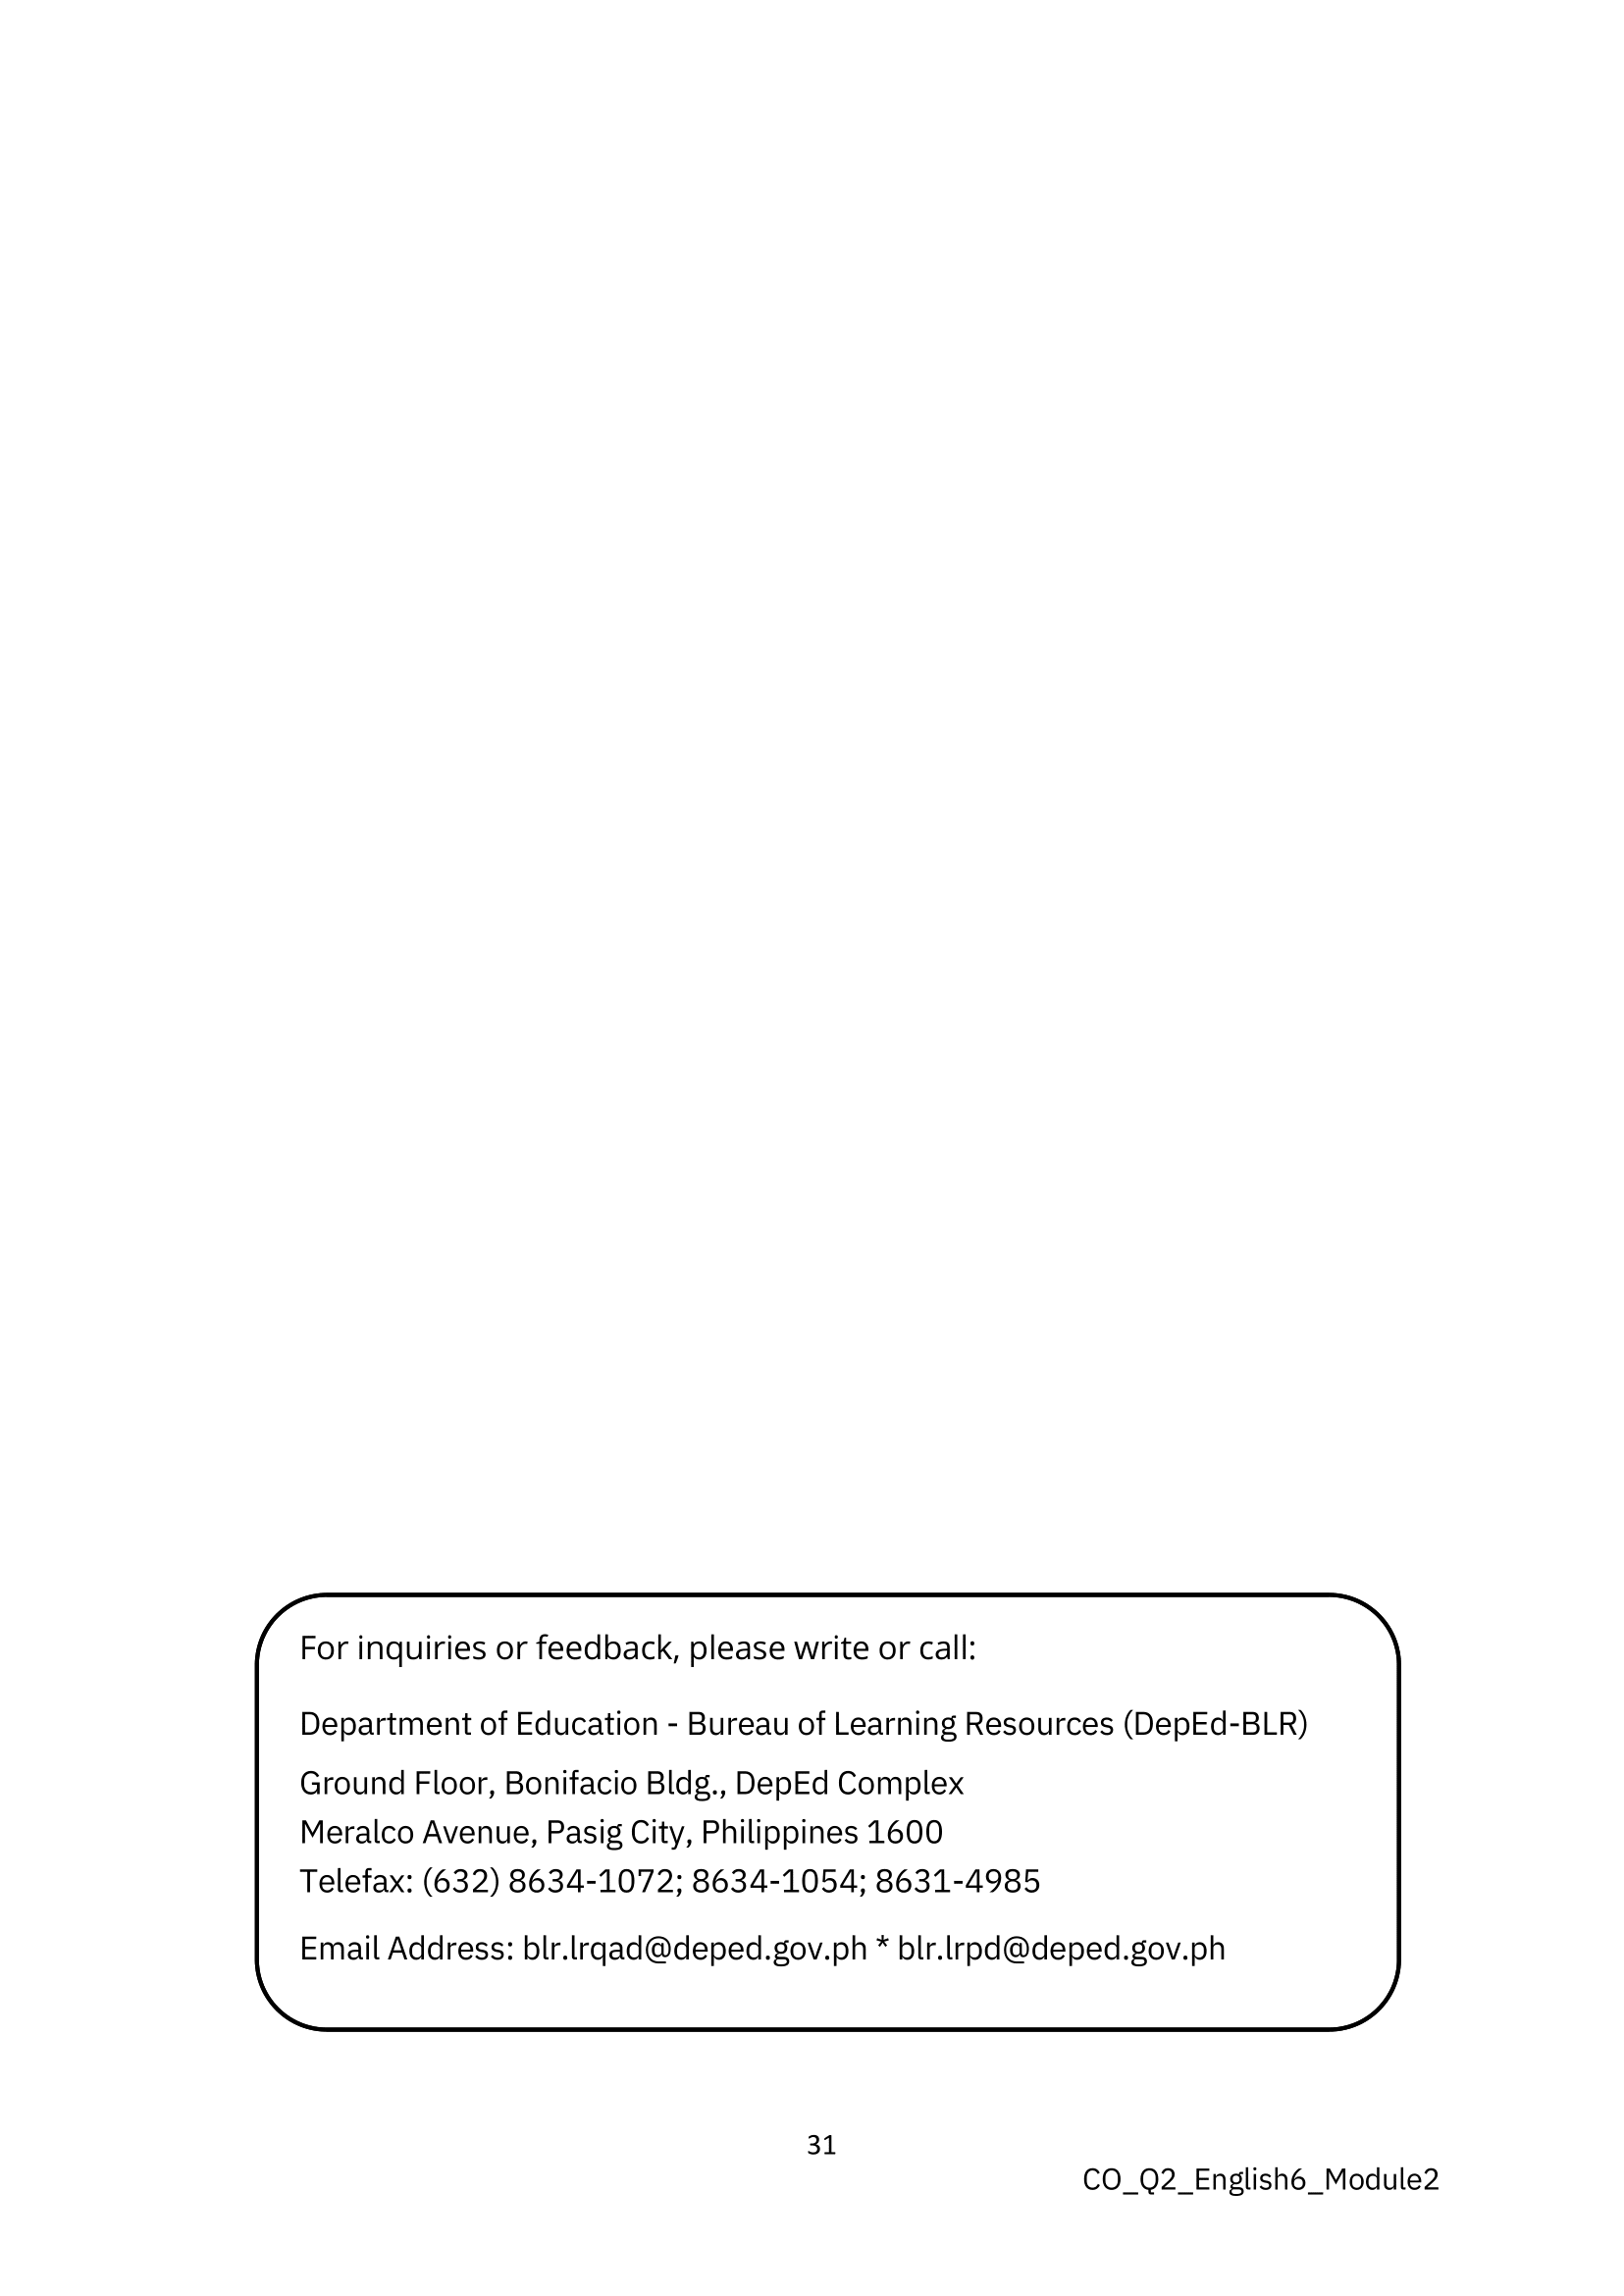 For inquiries or feedback, please write or call:
Department of Education - Bureau of Learning Resources (DepEd-BLR)
Ground Floor, Bonifacio Bldg., DepEd Complex
Meralco Avenue, Pasig City, Philippines 1600
Telefax: (632) 8634-1072; 8634-1054; 8631-4985
Email Address: blr.lrqad@deped.gov.ph * blr.lrpd@deped.gov.ph
31
CO_Q2_English6_Module2